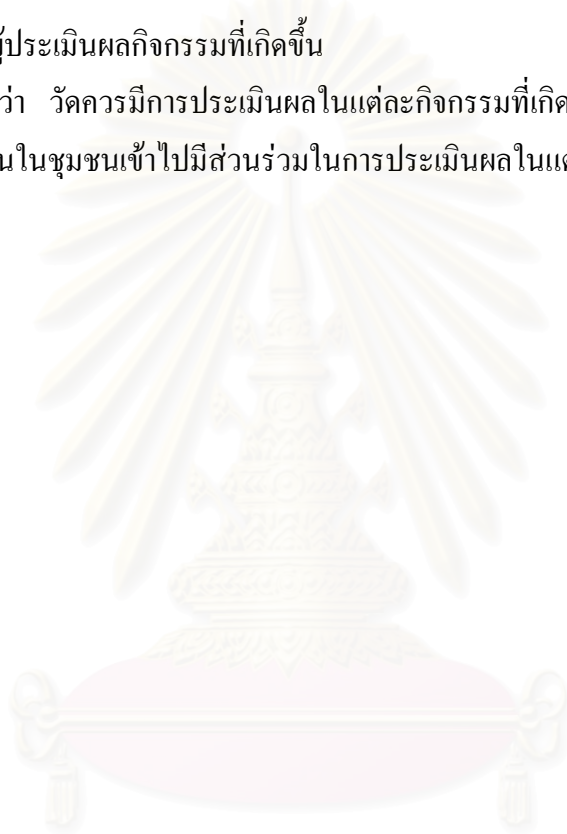 ผู้ประเมินผลกิจกรรมที่เกิดขึ้น
ว่า วัดควรมีการประเมินผลในแต่ละกิจกรรมที่เกิด
นในชุมชนเข้าไปมีส่วนร่วมในการประเมินผลในแต่